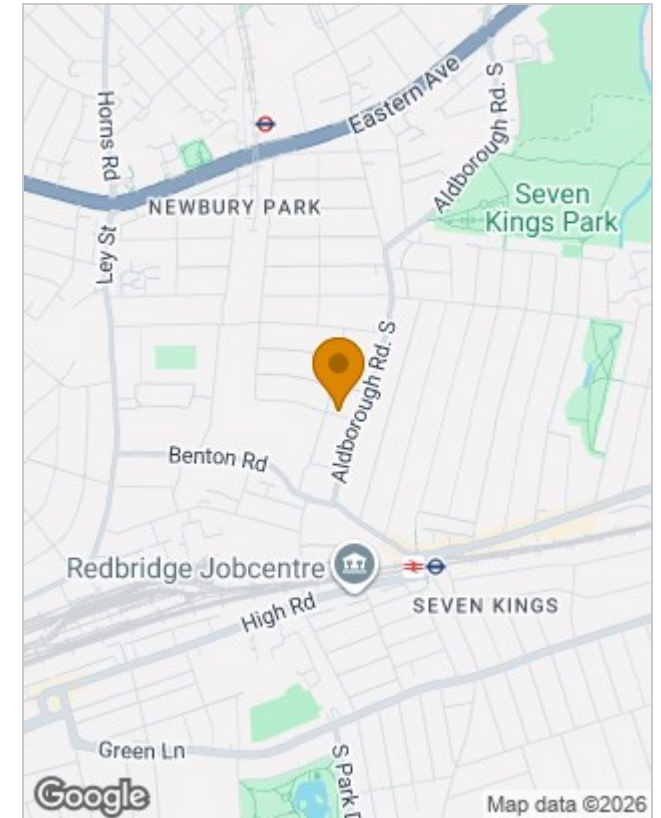 Eastern Ave
Aldborough Rd. S
Horns Rd
Seven
Kings Park
NEWBURY PARK
Ley St
Aldborough Rd. S
Benton Rd
Redbridge Jobcentre
SEVEN KINGS
High Rd
Green Ln
S Park D
Google
Map data ©2026